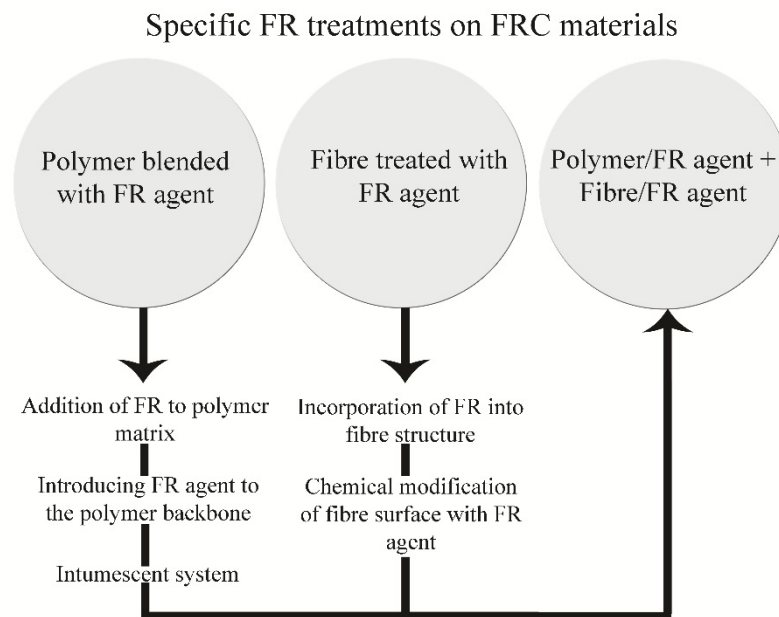 Specific FR treatments on FRC materials
Polymer blended
with FR agent
Fibre treated with
FR agent
Polymer/FR agent +
Fibre/FR agent
Addition of FR to polymer
matrix
Introducing FR agent to
the polymer backbone
Intumescent system
Incorporation of FR into
fibre structure
Chemical modification
of fibre surface with FR
agent